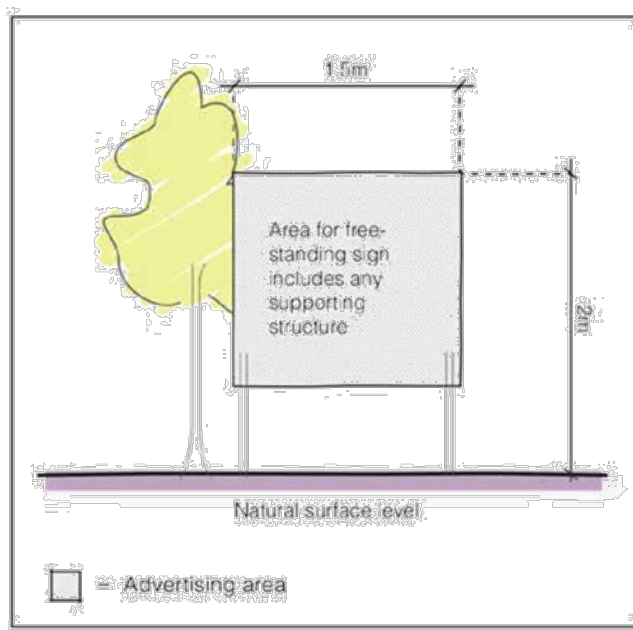 1.5m
Area for free-
standing sign
includes any
supporting
structure
2m
Natural surface level
= Advertising area